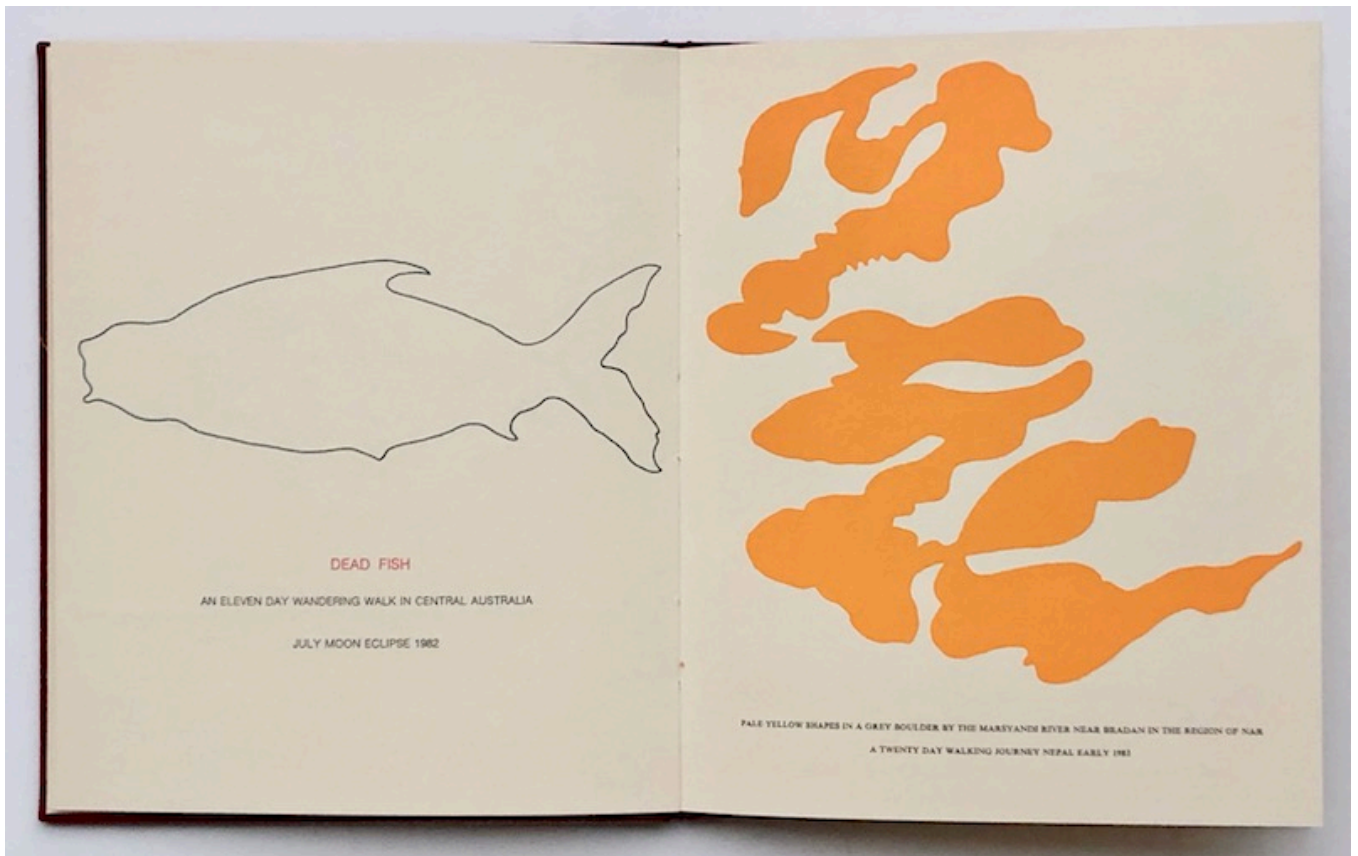 DEAD FISH
AN ELEVEN DAY WANDERING WALK IN CENTRAL AUSTRALIA
JULY MOON ECLIPSE 1982
PALE YELLOW SHAPES IN A GREY BOULDER BY THE MARSYANDI RIVER NEAR BRADAN IN THE REGION OF NAR
A TWENTY DAY WALKING JOURNEY NEPAL EARLY 1983